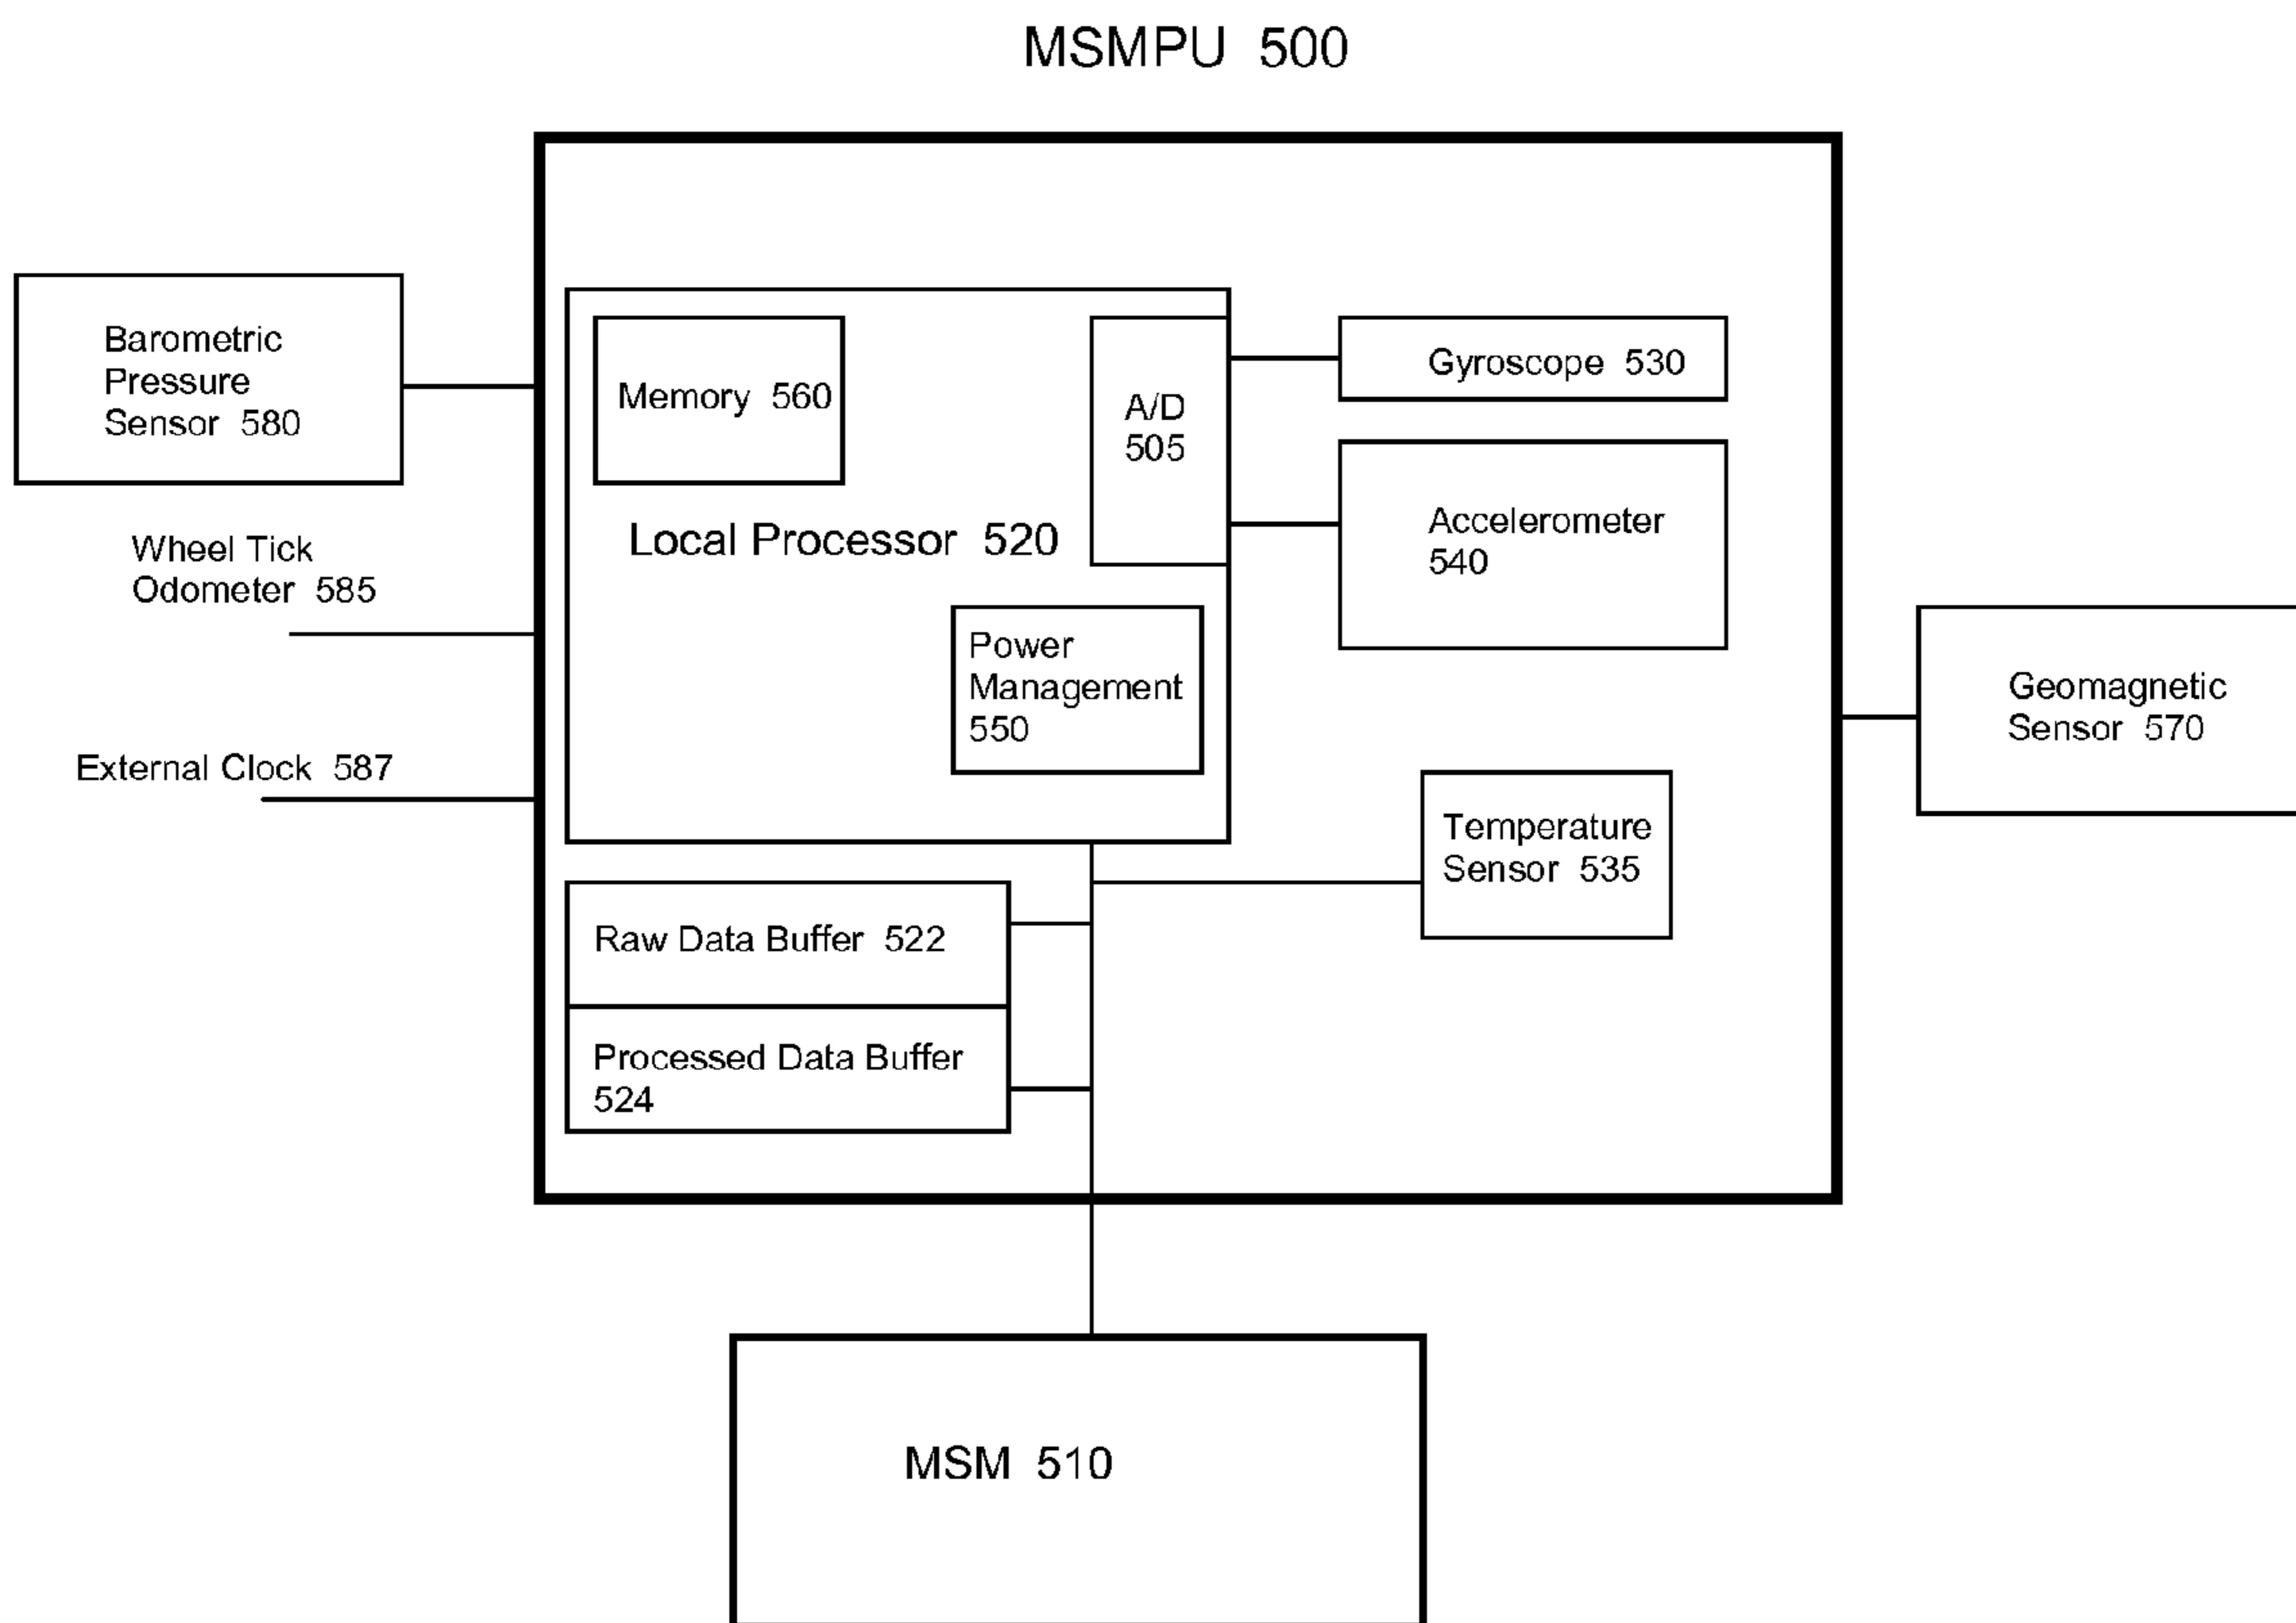 MSMPU 500
Barometric
Pressure
Sensor 580
Wheel Tick
Odometer 585
External Clock 587
Memory 560
Local Processor 520
A/D
505
Power
Management
550
Gyroscope 530
Accelerometer
540
Temperature
Sensor 535
Geomagnetic
Sensor 570
Raw Data Buffer 522
Processed Data Buffer
524
MSM 510